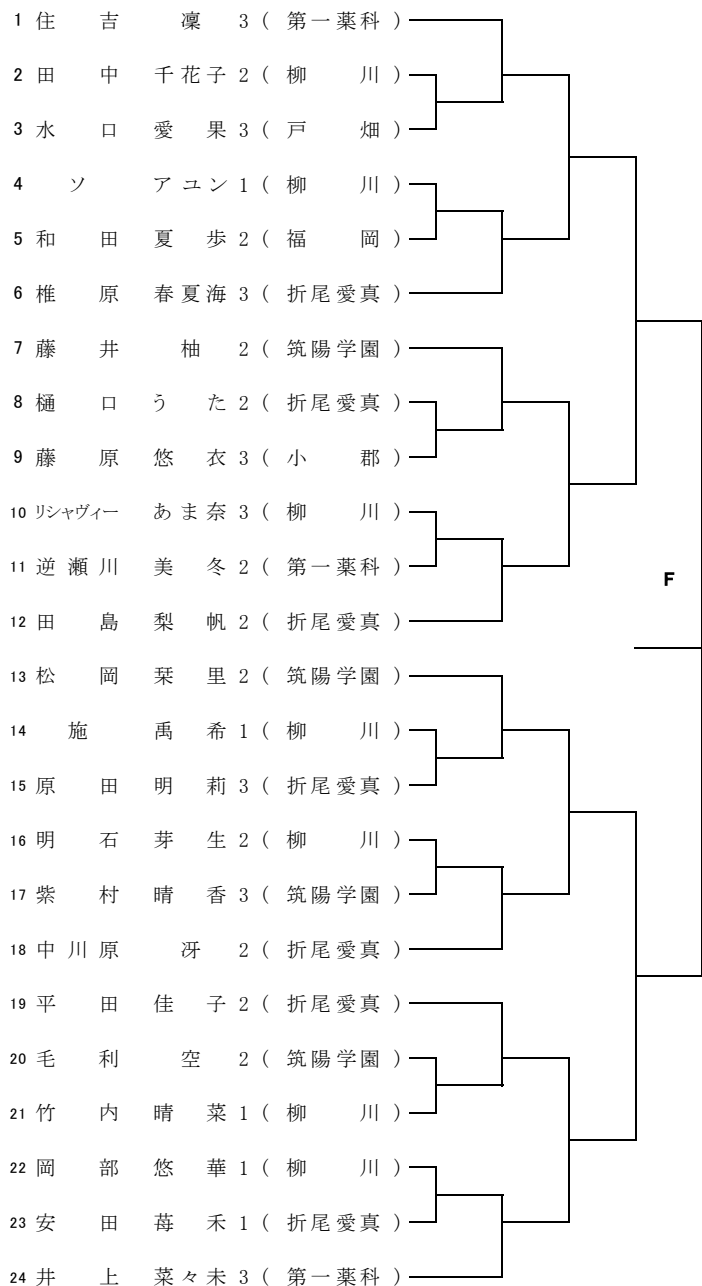 1 住吉 凜 3 ( 第一薬科 )
2 田中 千花子 2 ( 柳川 )
3 水口 愛果 3 ( 戸畑 )
4 ソ アユン 1 ( 柳川 )
5 和田 夏歩 2 ( 福岡 )
6 椎原 春夏海 3 ( 折尾愛真 )
7 藤井 柚 2 ( 筑陽学園 )
8 樋口 うた 2 ( 折尾愛真 )
9 藤原 悠衣 3 ( 小郡 )
10 リシャヴィー あま奈 3 ( 柳川 )
11 逆瀬川 美冬 2 ( 第一薬科 )
F
12 田島 梨帆 2 ( 折尾愛真 )
13 松岡 栞里 2 ( 筑陽学園 )
14 施 禹希 1 ( 柳川 )
15 原田 明莉 3 ( 折尾愛真 )
16 明石 芽生 2 ( 柳川 )
17 紫村 晴香 3 ( 筑陽学園 )
18 中川原 冴 2 ( 折尾愛真 )
19 平田 佳子 2 ( 折尾愛真 )
20 毛利 空 2 ( 筑陽学園 )
21 竹内 晴菜 1 ( 柳川 )
22 岡部 悠華 1 ( 柳川 )
23 安田 苺禾 1 ( 折尾愛真 )
24 井上 菜々未 3 ( 第一薬科 )